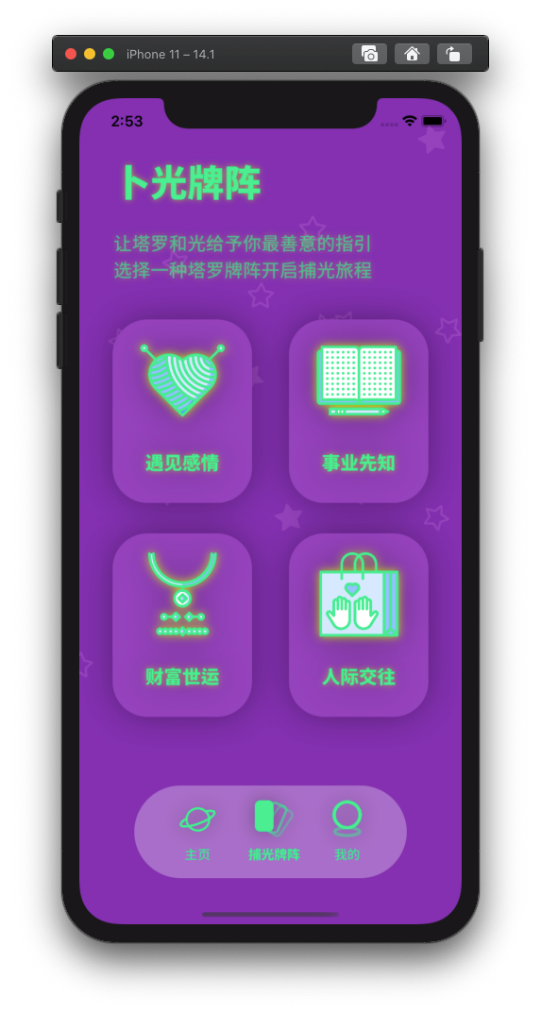 iPhone 11 – 14.1
2:53
卜光牌阵
让塔罗和光给予你最善意的指引
选择一种塔罗牌阵开启捕光旅程
遇见感情
事业先知
财富世运
人际交往
主页
捕光牌阵
我的